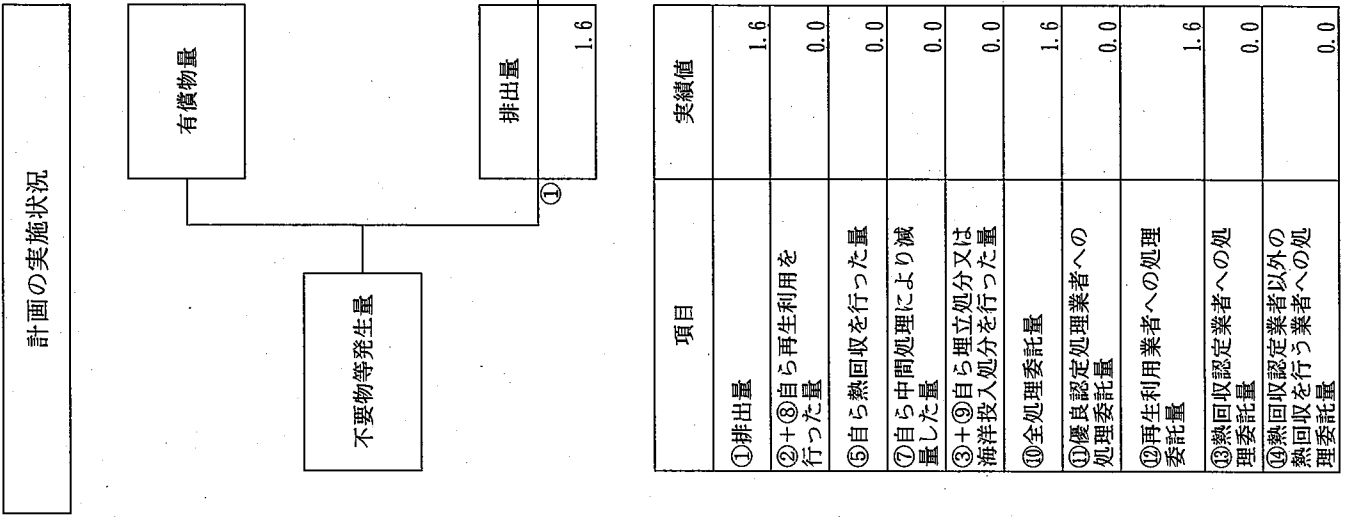 計画の実施状況
有償物量
不要物等発生量
排出量
①
1.6
項目 実績値
①排出量 1.6
②+⑧自ら再生利用を
行った量 0.0
⑤自ら熱回収を行った量 0.0
⑦自ら中間処理により減
量した量 0.0
③+⑨自ら埋立処分又は
海洋投入処分を行った量 0.0
⑩全処理委託量 1.6
⑪優良認定処理業者への
処理委託量 0.0
⑫再生利用業者への処理
委託量 1.6
⑬熱回収認定業者への処
理委託量 0.0
⑭熱回収認定業者以外の
熱回収を行う業者への処
理委託量 0.0